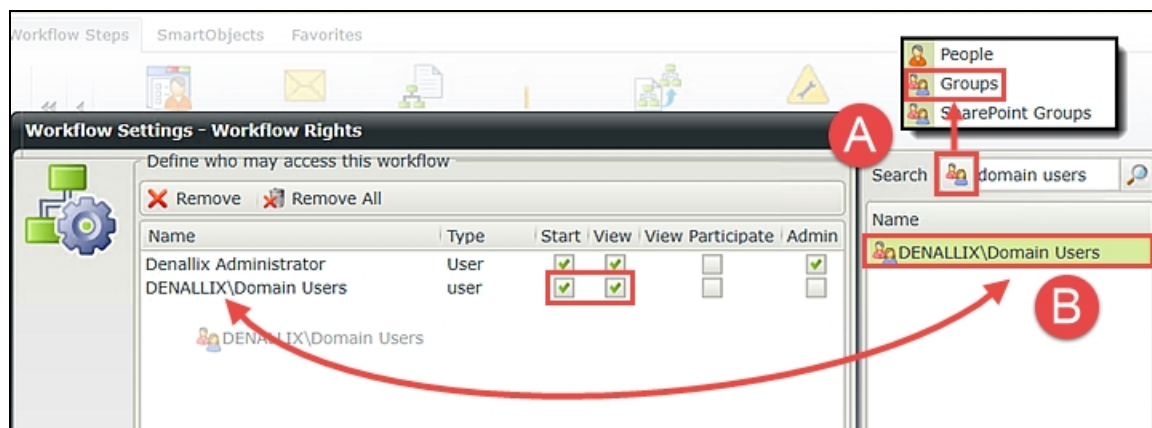 Workflow Steps SmartObjects Favorites
People
Groups
SharePoint Groups
A
Workflow Settings - Workflow Rights
Define who may access this workflow
Remove Remove All
Search domain users
Name
Name Type Start View View Participate Admin
DENALLIX\Domain Users
Denallix Administrator User
DENALLIX\Domain Users user
B
DENALLIX\Domain Users